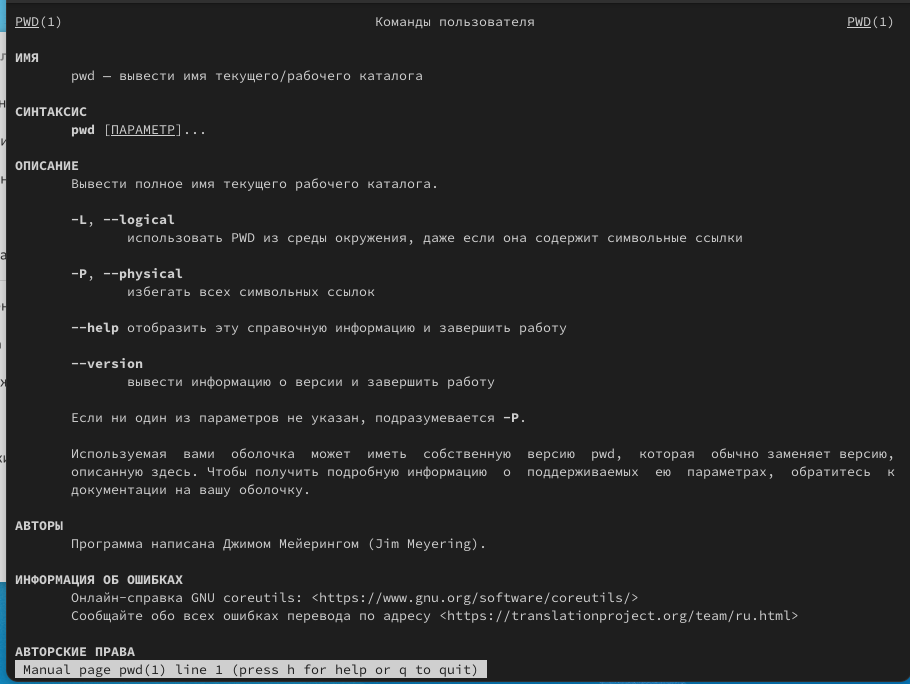 PWD(1) Команды пользователя PWD(1)
ИМЯ
pwd – вывести имя текущего/рабочего каталога
СИНТАКСИС
pwd [ПАРАМЕТР]...
ОПИСАНИЕ
Вывести полное имя текущего рабочего каталога.
-L, --logical
использовать PWD из среды окружения, даже если она содержит символьные ссылки
-P, --physical
избегать всех символьных ссылок
--help отобразить эту справочную информацию и завершить работу
--version
вывести информацию о версии и завершить работу
Если ни один из параметров не указан, подразумевается -P.
Используемая вами оболочка может иметь собственную версию pwd, которая обычно заменяет версию,
описанную здесь. Чтобы получить подробную информацию о поддерживаемых ею параметрах, обратитесь к
документации на вашу оболочку.
АВТОРЫ
Программа написана Джимом Мейерингом (Jim Meyering).
ИНФОРМАЦИЯ ОБ ОШИБКАХ
Онлайн-справка GNU coreutils: <https://www.gnu.org/software/coreutils/>
Сообщайте обо всех ошибках перевода по адресу <https://translationproject.org/team/ru.html>
АВТОРСКИЕ ПРАВА
Manual page pwd(1) line 1 (press h for help or q to quit)